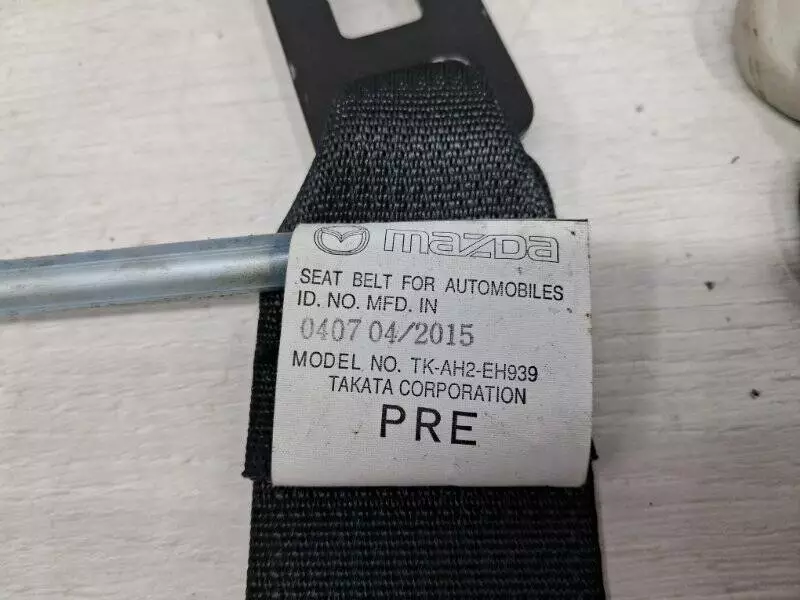 mazda
SEAT BELT FOR AUTOMOBILES
ID. NO. MFD. IN
0407 04/2015
MODEL NO. TK-AH2-EH939
TAKATA CORPORATION
PRE